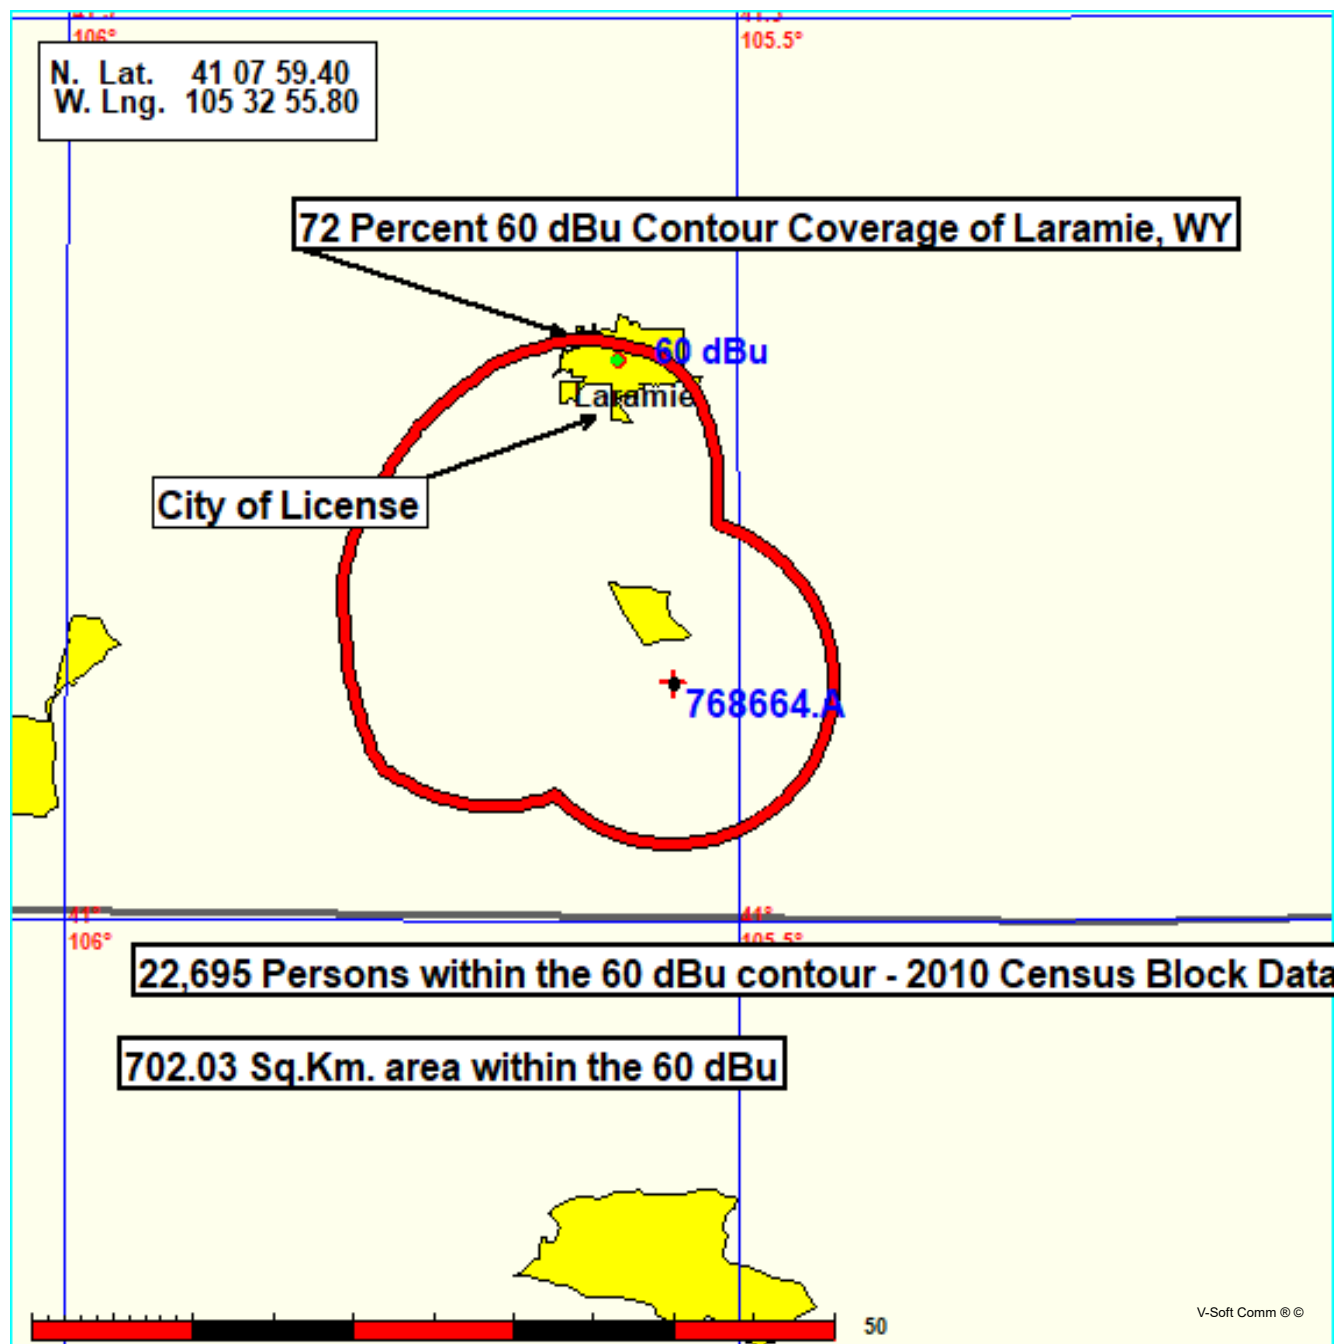 106°
105.5°
N. Lat. 41 07 59.40
W. Lng. 105 32 55.80
72 Percent 60 dBu Contour Coverage of Laramie, WY
60 dBu
Laramie
City of License
768664.A
41°
41°
106°
105.5°
22,695 Persons within the 60 dBu contour - 2010 Census Block Data
702.03 Sq.Km. area within the 60 dBu
V-Soft Comm ® ©
50